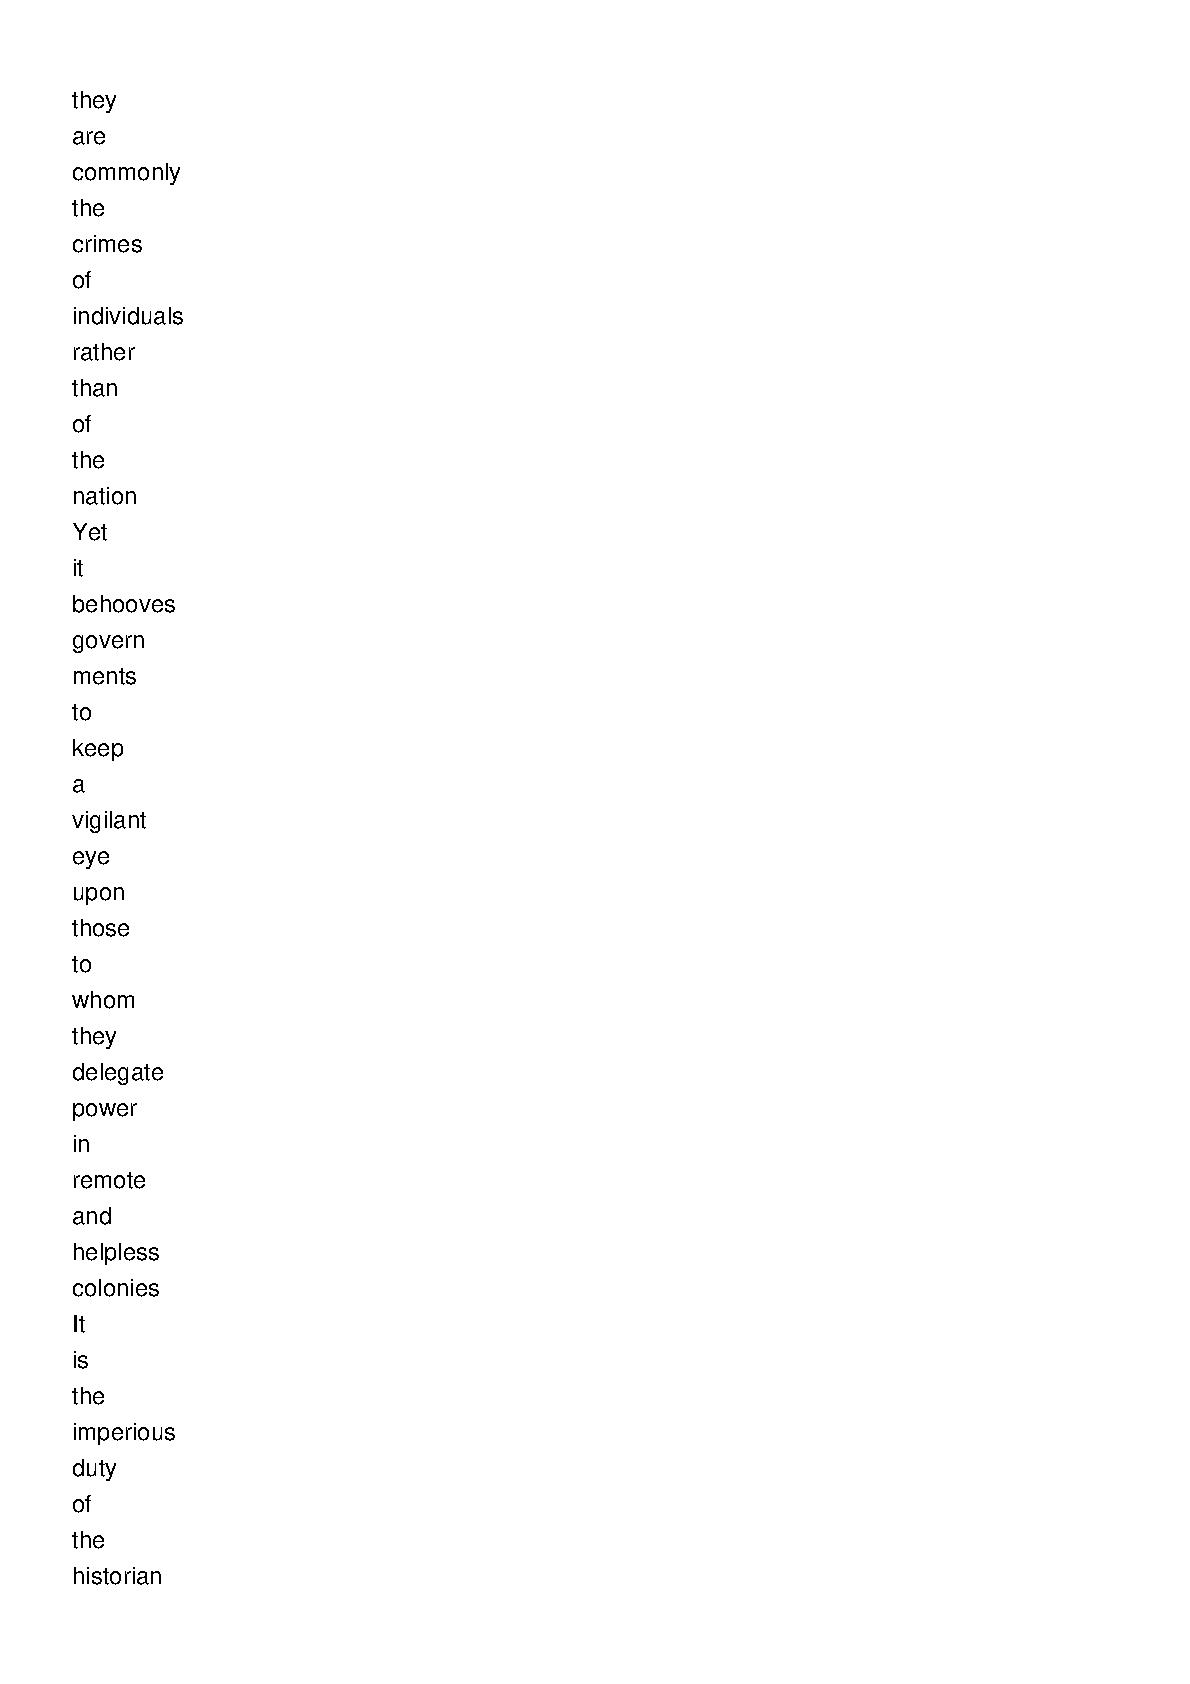 they
are
commonly
the
crimes
of
individuals
rather
than
of
the
nation
Yet
it
behooves
govern
ments
to
keep
a
vigilant
eye
upon
those
to
whom
they
delegate
power
in
remote
and
helpless
colonies
It
is
the
imperious
duty
of
the
historian